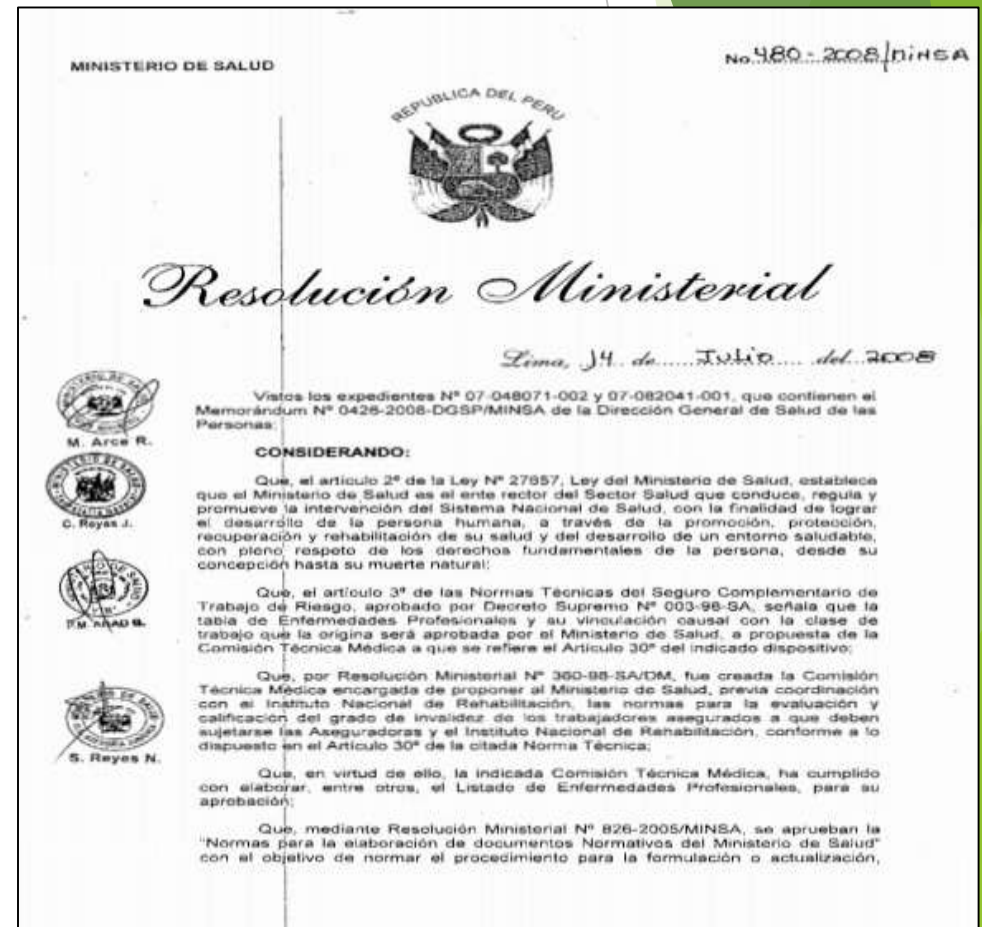 MINISTERIO DE SALUD
No 480-2008/MINSA
REPUBLICA DEL PERU
Resolución Ministerial
Lima, 14 de Julio del 2008
Vistos los expedientes Nº 07-048071-002 y 07-082041-001, que contienen el
Memorándum Nº 0426-2008-DGSP/MINSA de la Dirección General de Salud de las
Personas;
CONSIDERANDO:
Que, el artículo 2º de la Ley Nº 27657, Ley del Ministerio de Salud, establece
que el Ministerio de Salud es el ente rector del Sector Salud que conduce, regula y
promueve la intervención del Sistema Nacional de Salud, con la finalidad de lograr
el desarrollo de la persona humana, a través de la promoción, protección,
recuperación y rehabilitación de su salud y del desarrollo de un entorno saludable,
con pleno respeto de los derechos fundamentales de la persona, desde su
concepción hasta su muerte natural;
Que, el artículo 3º de las Normas Técnicas del Seguro Complementario de
Trabajo de Riesgo, aprobado por Decreto Supremo Nº 003-98-SA, señala que la
tabla de Enfermedades Profesionales y su vinculación causal con la clase de
trabajo que la origina será aprobada por el Ministerio de Salud, a propuesta de la
Comisión Técnica Médica a que se refiere el Artículo 30º del indicado dispositivo;
Que, por Resolución Ministerial Nº 360-98-SA/DM, fue creada la Comisión
Técnica Médica encargada de proponer al Ministerio de Salud, previa coordinación
con el Instituto Nacional de Rehabilitación, las normas para la evaluación y
calificación del grado de invalidez de los trabajadores asegurados a que deben
sujetarse las Aseguradoras y el Instituto Nacional de Rehabilitación, conforme a lo
dispuesto en el Artículo 30º de la citada Norma Técnica;
Que, en virtud de ello, la indicada Comisión Técnica Médica, ha cumplido
con elaborar, entre otros, el Listado de Enfermedades Profesionales, para su
aprobación;
Que, mediante Resolución Ministerial Nº 826-2005/MINSA, se aprueban la
"Normas para la elaboración de documentos Normativos del Ministerio de Salud"
con el objetivo de normar el procedimiento para la formulación o actualización,
M. Arce R.
C. Reyes J.
S. Reyes N.